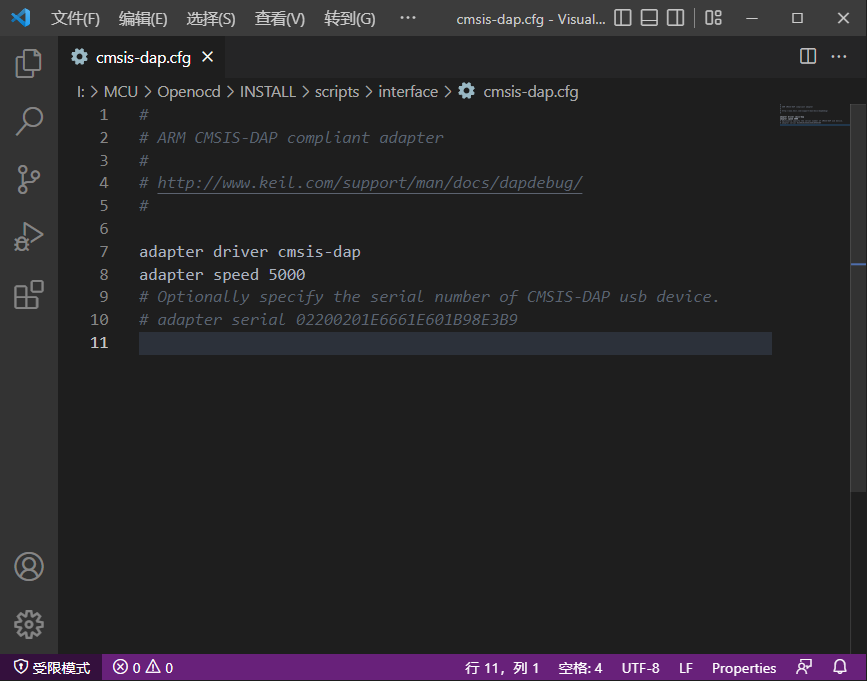 文件(F) 编辑(E) 选择(S) 查看(V) 转到(G) ··· cmsis-dap.cfg - Visual...
cmsis-dap.cfg
I: > MCU > Openocd > INSTALL > scripts > interface > cmsis-dap.cfg
1 #
2 # ARM CMSIS-DAP compliant adapter
3 #
4 # http://www.keil.com/support/man/docs/dapdebug/
5 #
6
7 adapter driver cmsis-dap
8 adapter speed 5000
9 # Optionally specify the serial number of CMSIS-DAP usb device.
10 # adapter serial 02200201E6661E601B98E3B9
11
受限模式 0 0 行 11，列 1 空格: 4 UTF-8 LF Properties